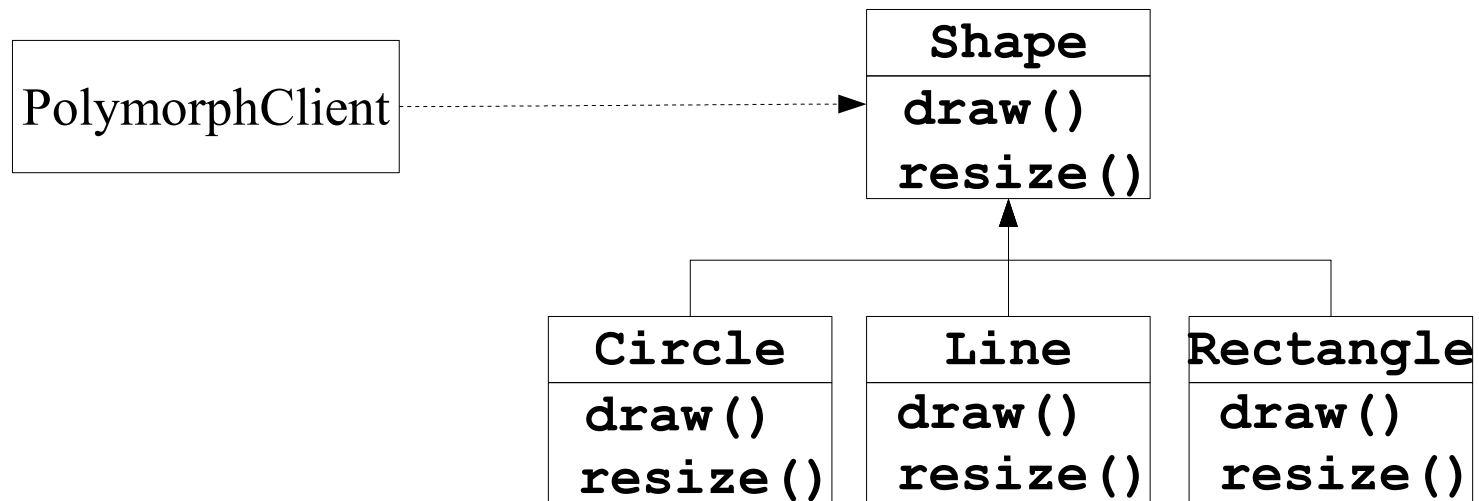 PolymorphClient
Shape
draw()
resize()
Circle
draw()
resize()
Line
draw()
resize()
Rectangle
draw()
resize()